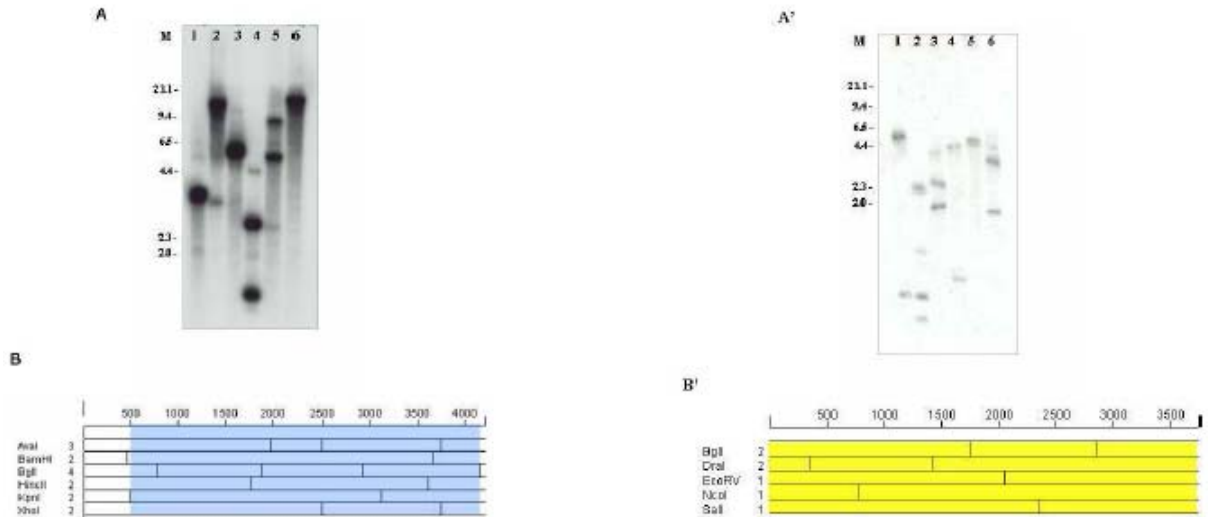 A
A'
M 1 2 3 4 5 6
M 1 2 3 4 5 6
23.1-
9.4-
6.5-
4.4-
2.3-
2.0-
23.1-
9.4-
6.5-
4.4-
2.3-
2.0-
B
500 1000 1500 2000 2500 3000 3500 4000
AvaI 3
BamHI 2
BglI 4
HincII 2
KpnI 2
XhoI 2
B'
500 1000 1500 2000 2500 3000 3500
BglI 2
DraI 2
EcoRV 1
NcoI 1
SalI 1